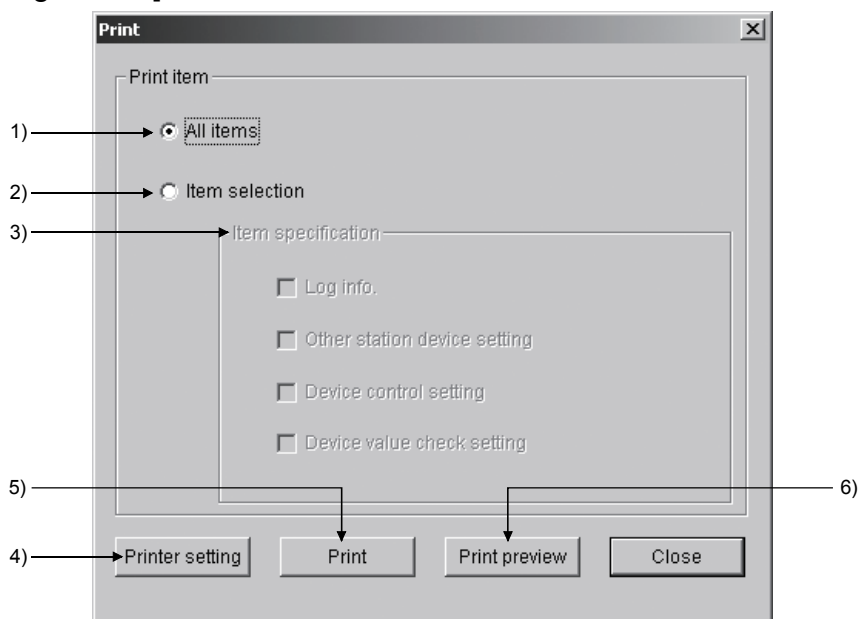 Print
Print item
1)
All items
2)
Item selection
3)
Item specification
Log info.
Other station device setting
Device control setting
Device value check setting
5)
6)
4)
Printer setting
Print
Print preview
Close